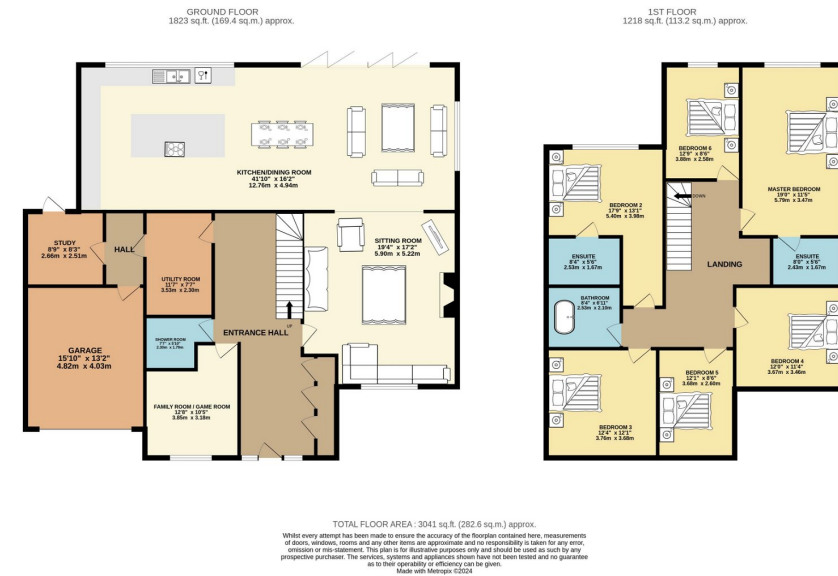 GROUND FLOOR
1823 sq.ft. (169.4 sq.m.) approx.
KITCHEN/DINING ROOM
41'10" x 16'2"
12.76m x 4.94m
STUDY
8'9" x 8'3"
2.66m x 2.51m
HALL
UTILITY ROOM
11'7" x 7'7"
3.53m x 2.30m
SITTING ROOM
19'4" x 17'2"
5.90m x 5.22m
UP
ENTRANCE HALL
SHOWER ROOM
GARAGE
15'10" x 13'2"
4.82m x 4.03m
FAMILY ROOM / GAME ROOM
12'8" x 10'5"
3.85m x 3.18m
1ST FLOOR
1218 sq.ft. (113.2 sq.m.) approx.
BEDROOM 6
12'9" x 8'6"
3.88m x 2.58m
MASTER BEDROOM
19'0" x 11'5"
5.79m x 3.47m
BEDROOM 2
17'9" x 13'1"
5.40m x 3.98m
DOWN
LANDING
ENSUITE
8'4" x 5'6"
2.53m x 1.67m
ENSUITE
8'0" x 5'6"
2.43m x 1.67m
BATHROOM
8'4" x 6'11"
2.53m x 2.10m
BEDROOM 4
12'0" x 11'4"
3.67m x 3.46m
BEDROOM 5
12'1" x 8'6"
3.68m x 2.60m
BEDROOM 3
12'4" x 12'1"
3.76m x 3.68m
TOTAL FLOOR AREA : 3041 sq.ft. (282.6 sq.m.) approx.
Whilst every attempt has been made to ensure the accuracy of the floorplan contained here, measurements
of doors, windows, rooms and any other items are approximate and no responsibility is taken for any error,
omission or mis-statement. This plan is for illustrative purposes only and should be used as such by any
prospective purchaser. The services, systems and appliances shown have not been tested and no guarantee
as to their operability or efficiency can be given.
Made with Metropix ©2024